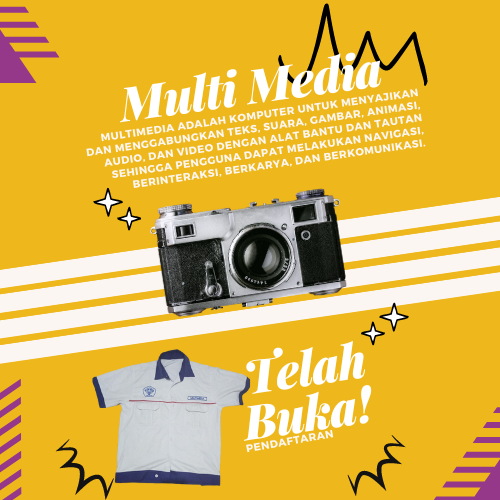 Multi Media
MULTIMEDIA ADALAH KOMPUTER UNTUK MENYAJIKAN
DAN MENGGABUNGKAN TEKS, SUARA, GAMBAR, ANIMASI,
AUDIO, DAN VIDEO DENGAN ALAT BANTU DAN TAUTAN
SEHINGGA PENGGUNA DAPAT MELAKUKAN NAVIGASI,
BERINTERAKSI, BERKARYA, DAN BERKOMUNIKASI.
Telah
Buka!
PENDAFTARAN